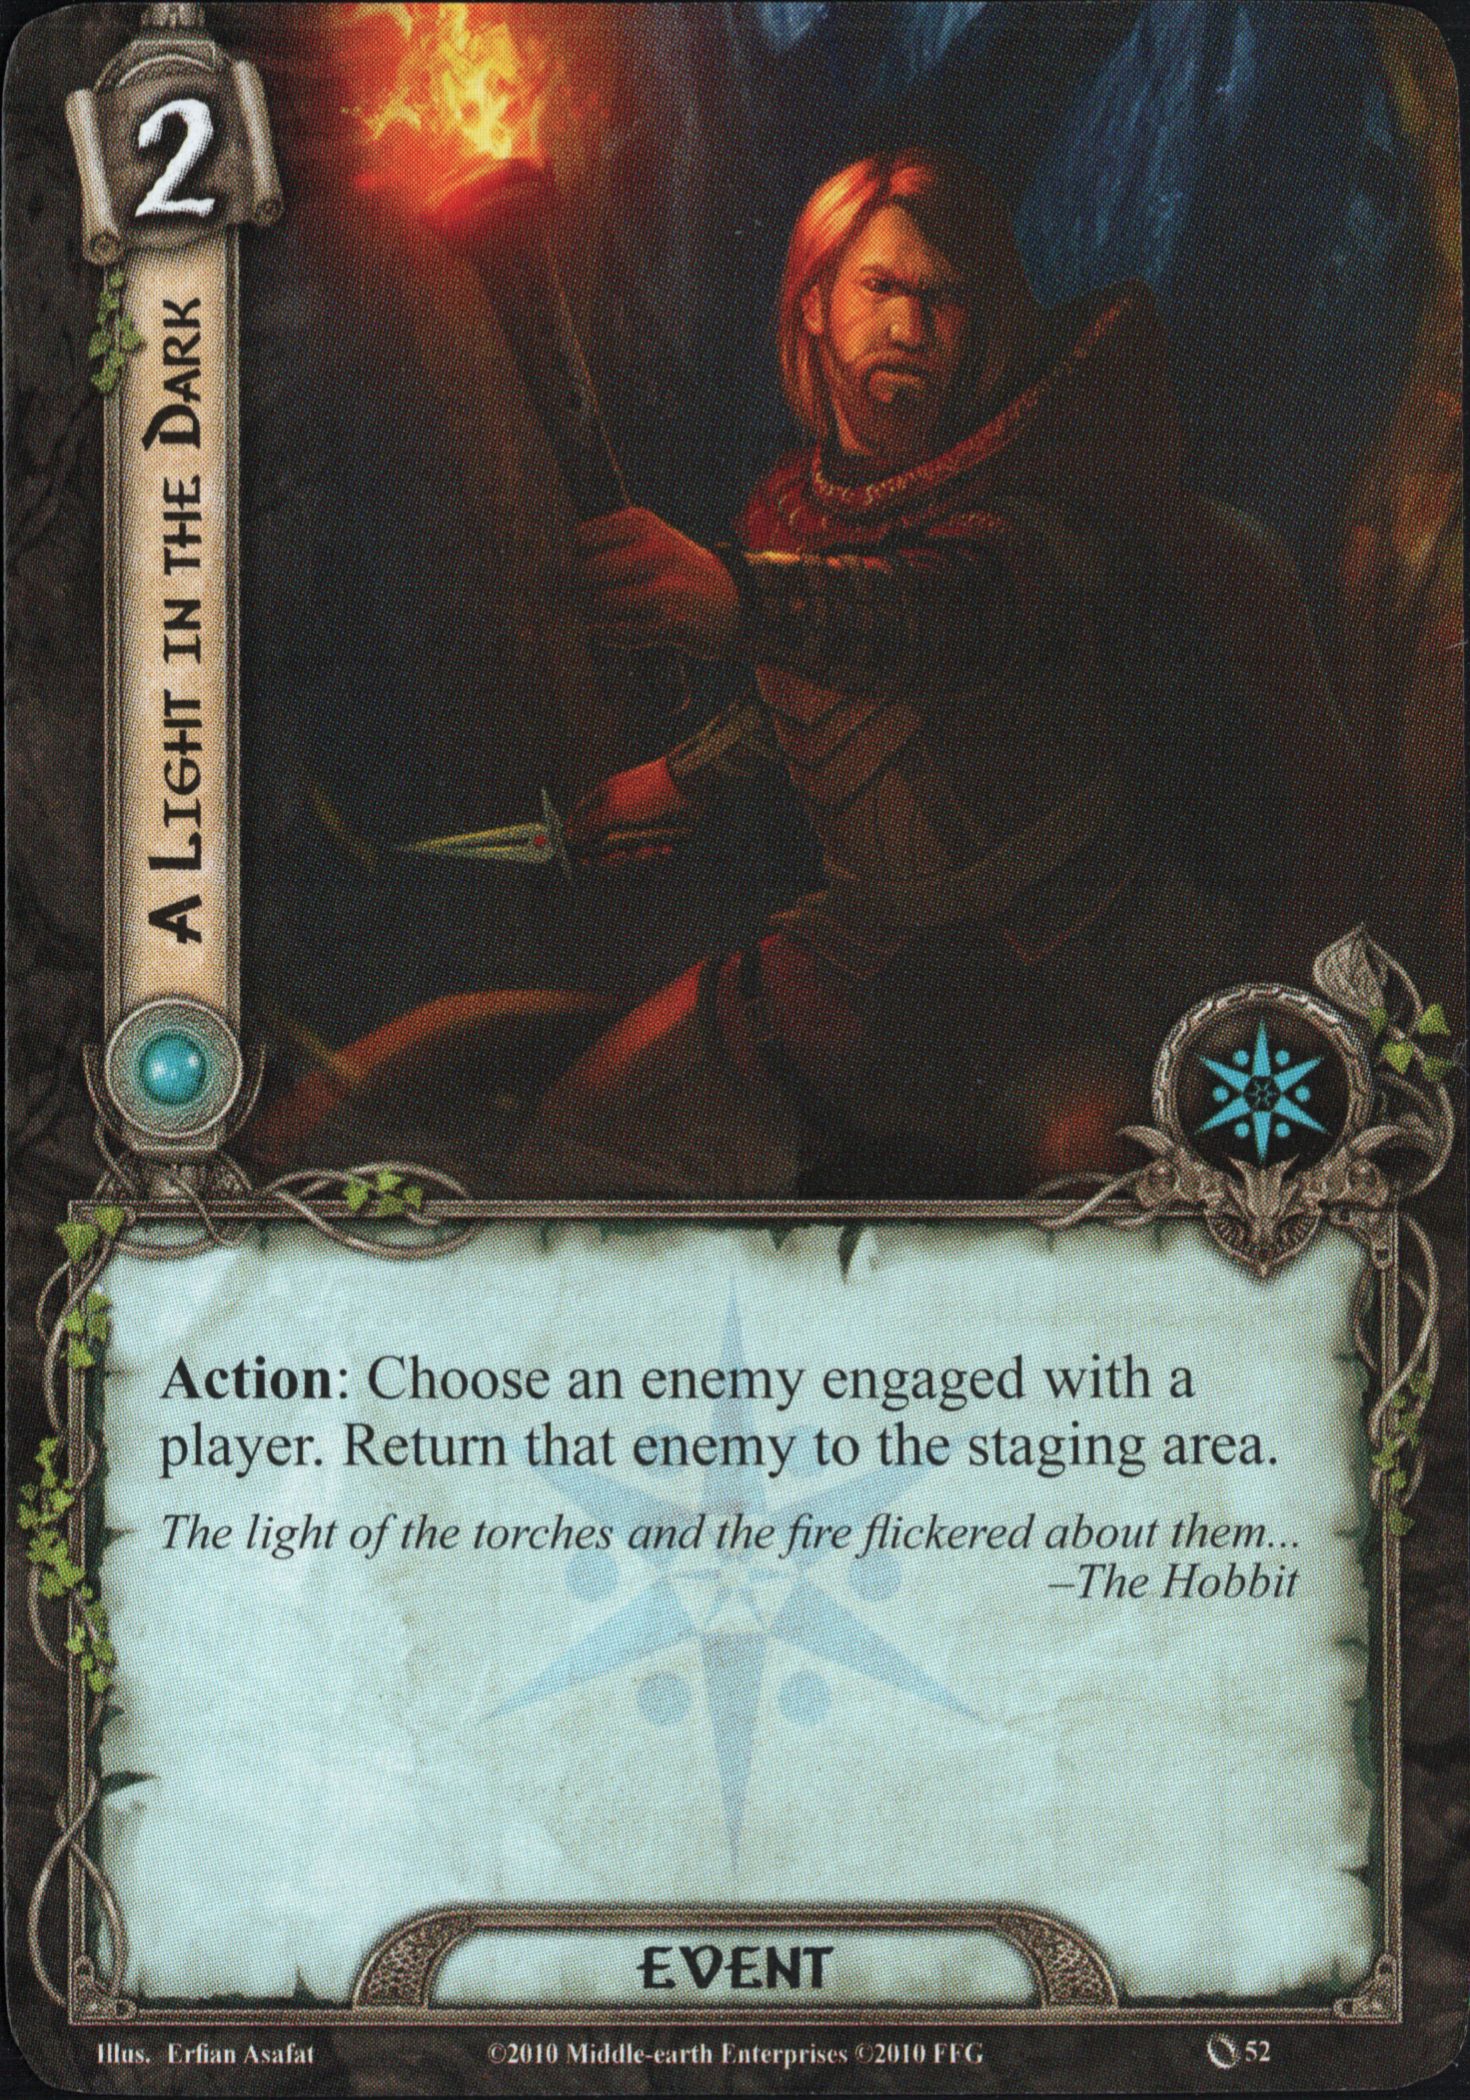 2
A Light in the Dark
Action: Choose an enemy engaged with a
player. Return that enemy to the staging area.
The light of the torches and the fire flickered about them...
–The Hobbit
EVENT
Illus. Erfian Asafat
©2010 Middle-earth Enterprises ©2010 FFG
52